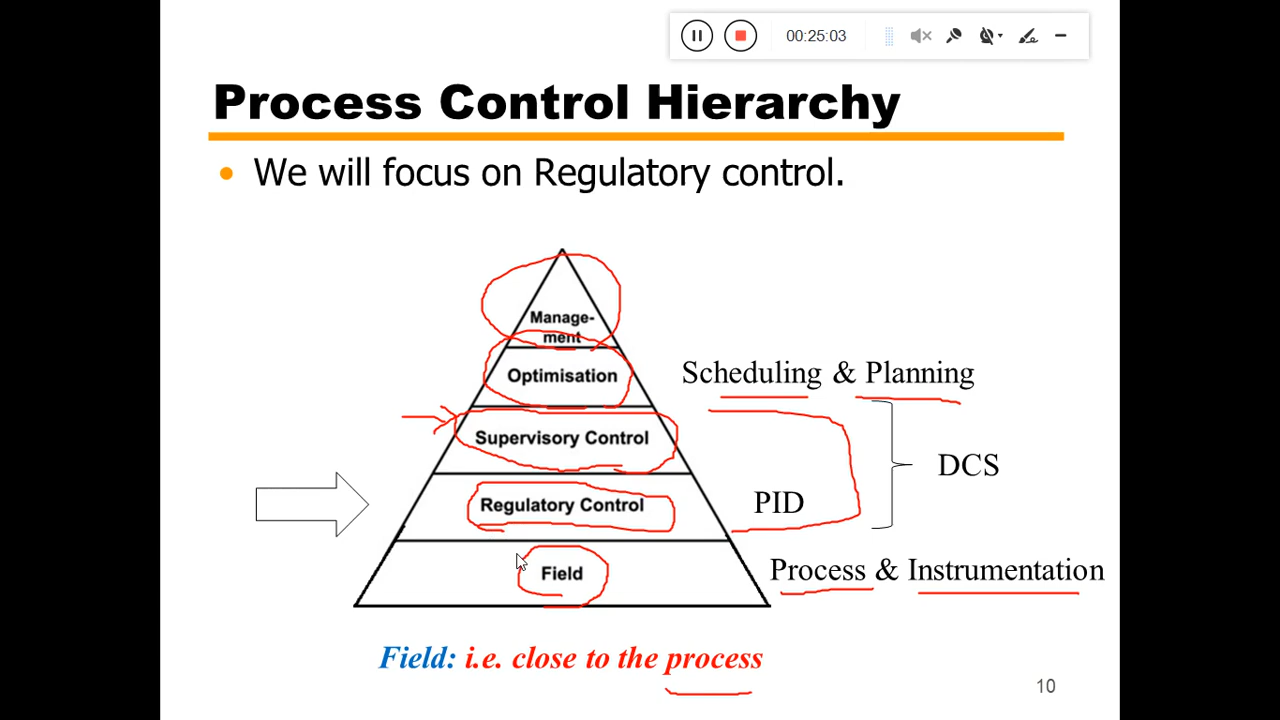 00:25:03
Process Control Hierarchy
• We will focus on Regulatory control.
Manage-
ment
Optimisation
Scheduling & Planning
Supervisory Control
DCS
Regulatory Control
PID
Field
Process & Instrumentation
Field: i.e. close to the process
10